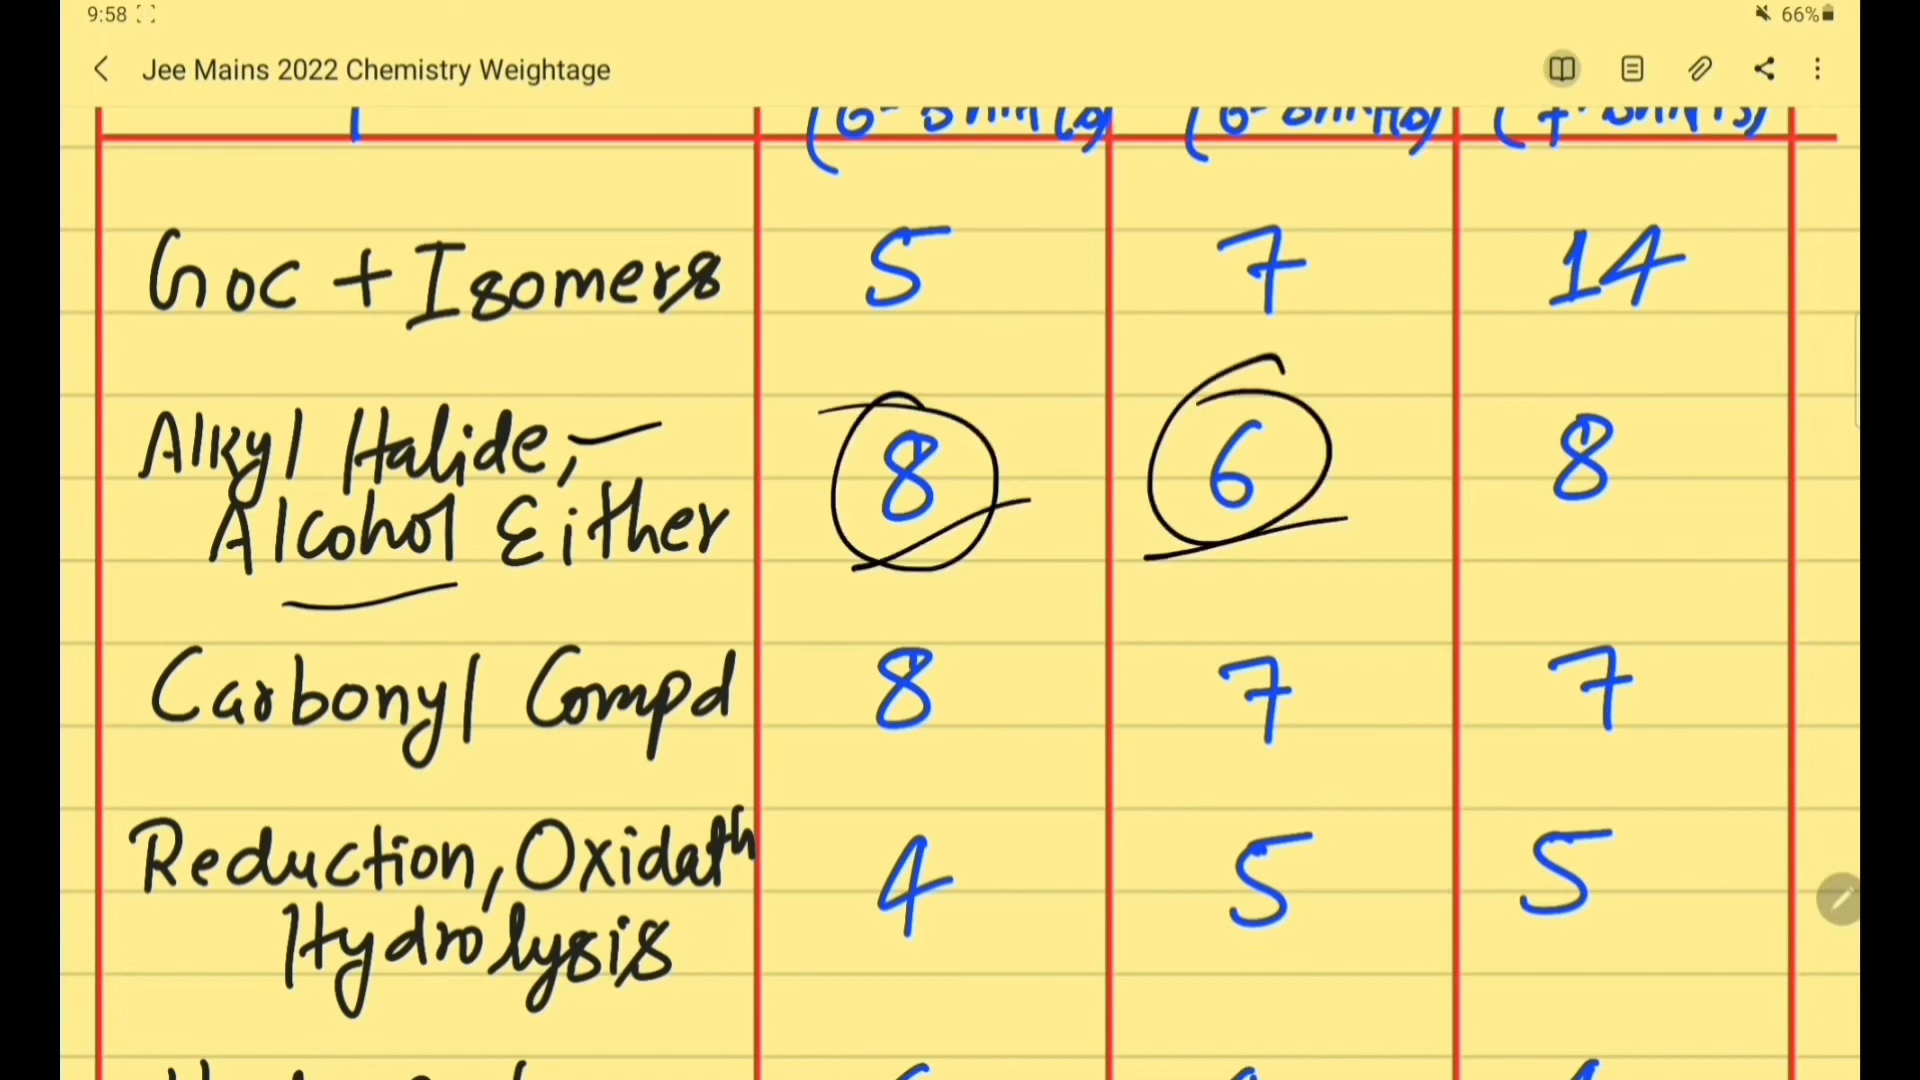 9:58
66%
Jee Mains 2022 Chemistry Weightage
Goc + Isomers 5 7 14
Alkyl Halide, 8 6 8
Alcohol Either
Carbonyl Compd 8 7 7
Reduction, Oxidatn 4 5 5
Hydrolysis